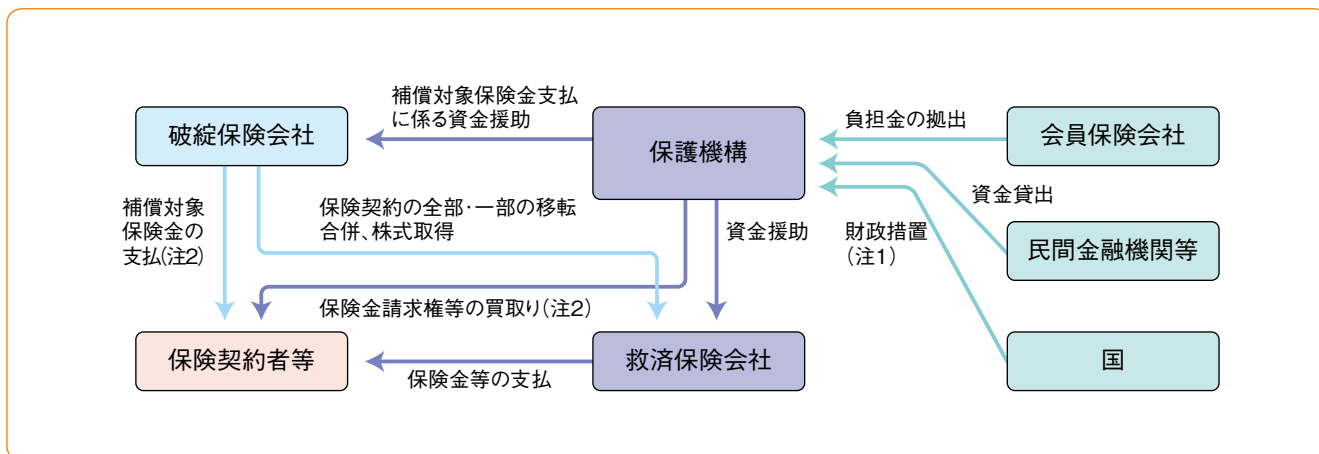 補償対象保険金支払
に係る資金援助
破綻保険会社
保護機構
負担金の拠出
会員保険会社
補償対象
保険金の
支払(注2)
保険契約の全部・一部の移転
合併、株式取得
資金援助
財政措置
(注1)
資金貸出
民間金融機関等
保険金請求権等の買取り(注2)
保険契約者等
保険金等の支払
救済保険会社
国